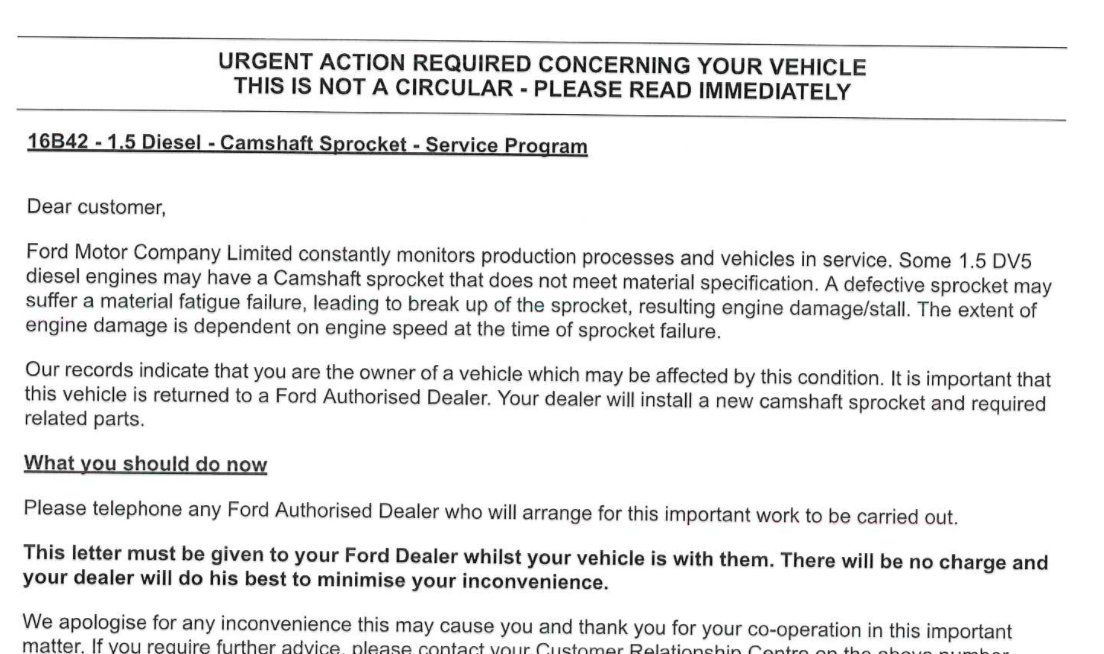 URGENT ACTION REQUIRED CONCERNING YOUR VEHICLE
THIS IS NOT A CIRCULAR - PLEASE READ IMMEDIATELY
16B42 - 1.5 Diesel - Camshaft Sprocket - Service Program
Dear customer,
Ford Motor Company Limited constantly monitors production processes and vehicles in service. Some 1.5 DV5
diesel engines may have a Camshaft sprocket that does not meet material specification. A defective sprocket may
suffer a material fatigue failure, leading to break up of the sprocket, resulting engine damage/stall. The extent of
engine damage is dependent on engine speed at the time of sprocket failure.
Our records indicate that you are the owner of a vehicle which may be affected by this condition. It is important that
this vehicle is returned to a Ford Authorised Dealer. Your dealer will install a new camshaft sprocket and required
related parts.
What you should do now
Please telephone any Ford Authorised Dealer who will arrange for this important work to be carried out.
This letter must be given to your Ford Dealer whilst your vehicle is with them. There will be no charge and
your dealer will do his best to minimise your inconvenience.
We apologise for any inconvenience this may cause you and thank you for your co-operation in this important
matter. If you require further advice, please contact your Customer Relationship Centre on the above number